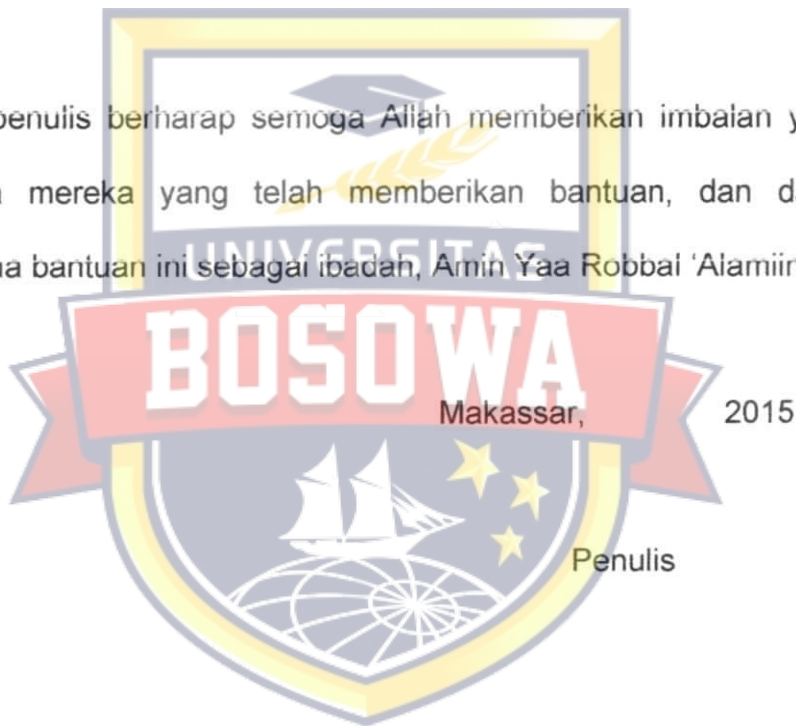 penulis berharap semoga Allah memberikan imbalan
mereka yang telah memberikan bantuan, dan
bantuan ini sebagai ibadah, Amin Yaa Robbal 'Alamiin
UNIVERSITAS
BOSOWA
Makassar, 2015
Penulis